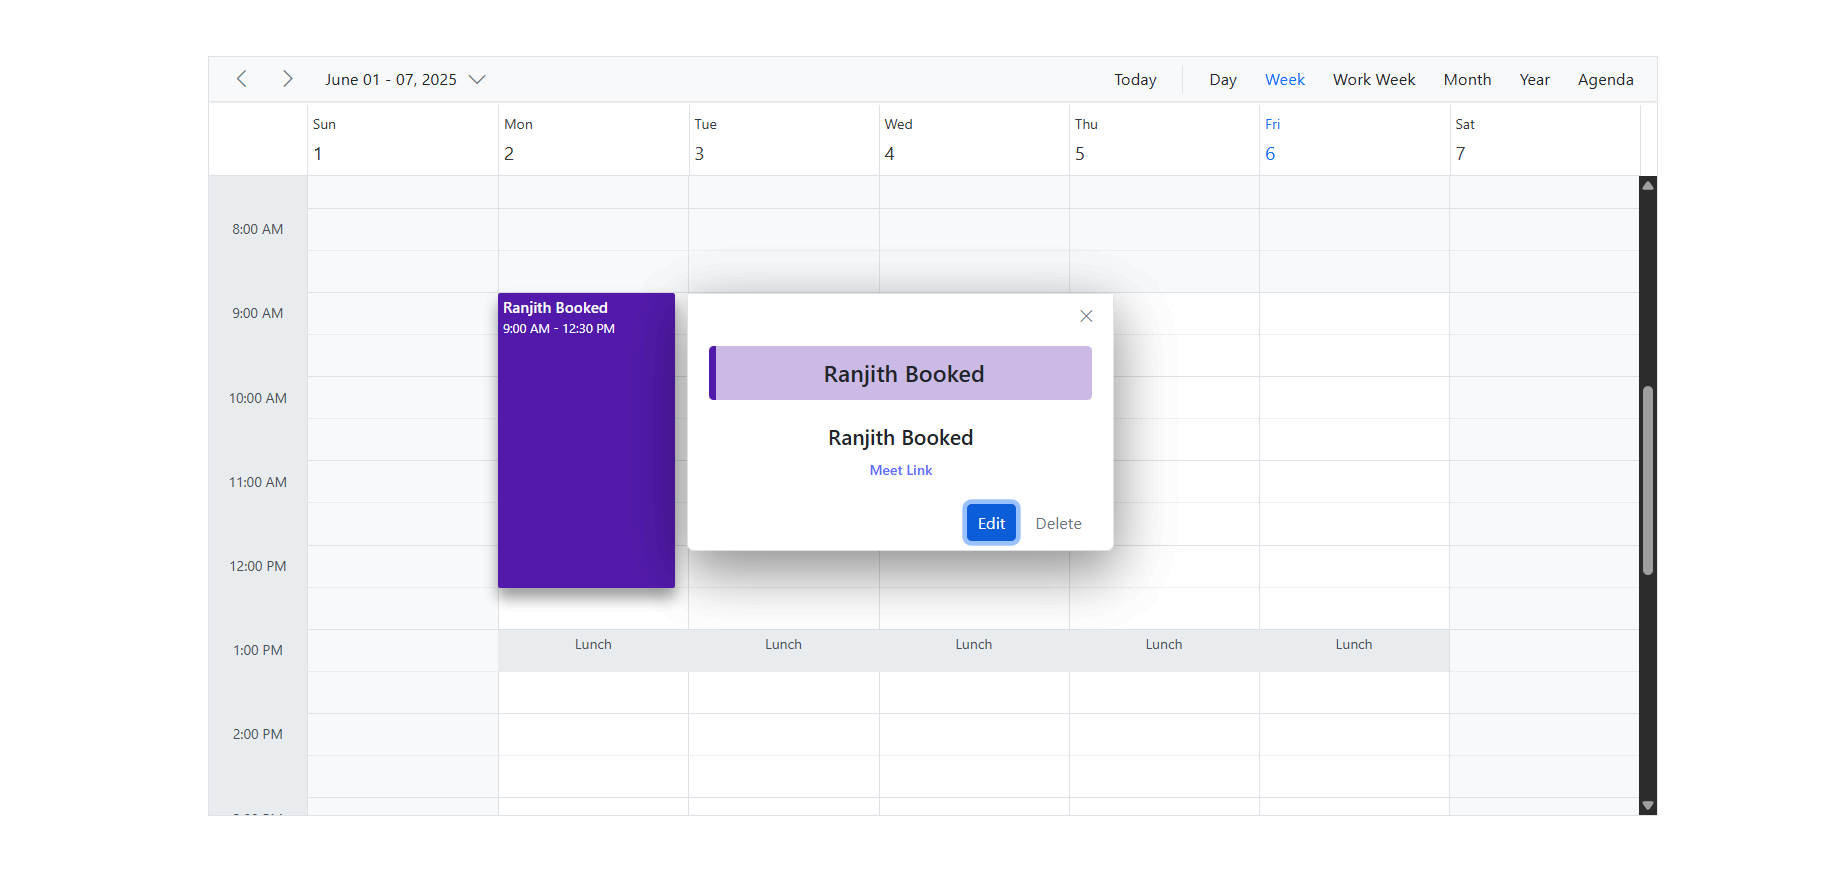 June 01 - 07, 2025
Today Day Week Work Week Month Year Agenda
Sun Mon Tue Wed Thu Fri Sat
1 2 3 4 5 6 7
8:00 AM
9:00 AM
Ranjith Booked
9:00 AM - 12:30 PM
Ranjith Booked
Ranjith Booked
Meet Link
Edit Delete
10:00 AM
11:00 AM
12:00 PM
1:00 PM
Lunch Lunch Lunch Lunch Lunch
2:00 PM